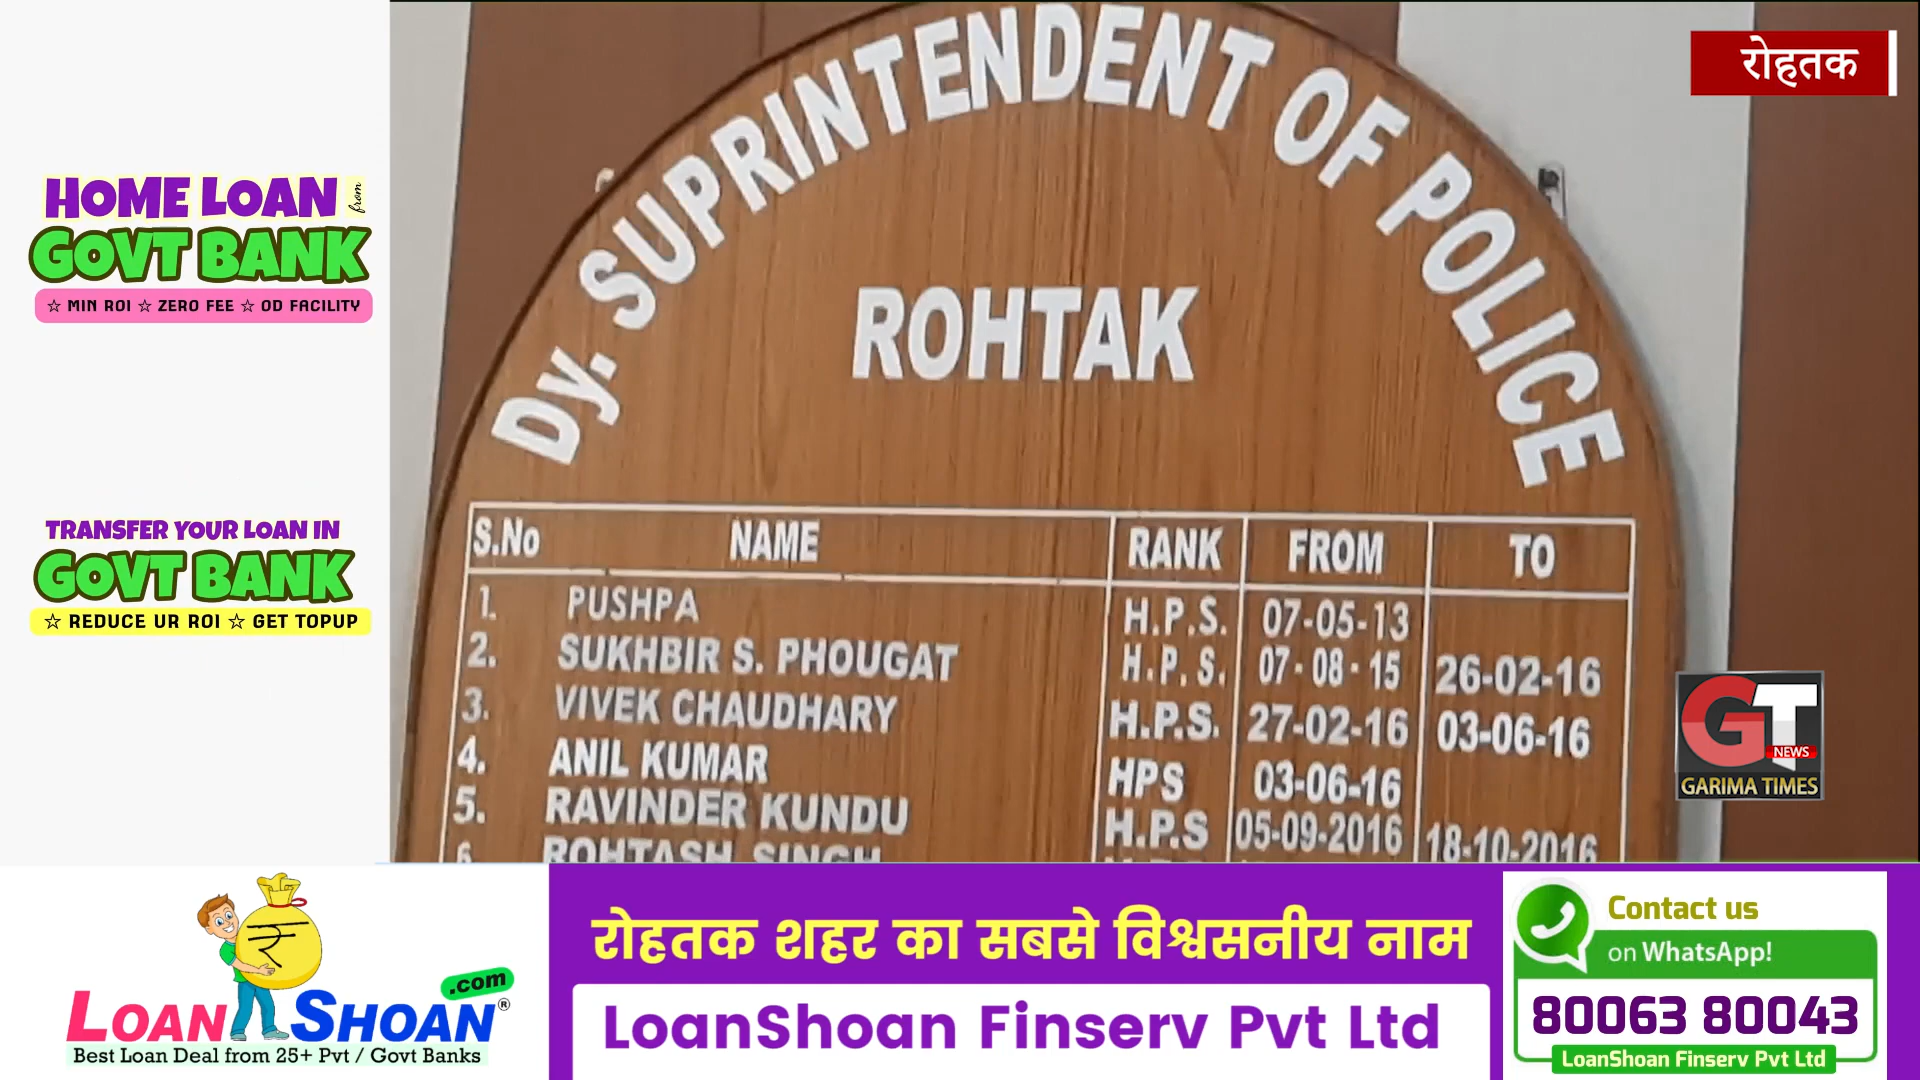 रोहतक
HOME LOAN from
GOVT BANK
☆ MIN ROI ☆ ZERO FEE ☆ OD FACILITY
TRANSFER YOUR LOAN IN
GOVT BANK
☆ REDUCE UR ROI ☆ GET TOPUP
Dy. SUPRINTENDENT OF POLICE
ROHTAK
S.No NAME RANK FROM TO
1. PUSHPA H.P.S. 07-05-13
2. SUKHBIR S. PHOUGAT H.P.S. 07-08-15 26-02-16
3. VIVEK CHAUDHARY H.P.S. 27-02-16 03-06-16
4. ANIL KUMAR HPS 03-06-16
5. RAVINDER KUNDU H.P.S 05-09-2016 18-10-2016
6. ROHTASH SINGH
GT
NEWS
GARIMA TIMES
LOAN SHOAN .com ®
Best Loan Deal from 25+ Pvt / Govt Banks
रोहतक शहर का सबसे विश्वसनीय नाम
LoanShoan Finserv Pvt Ltd
Contact us
on WhatsApp!
80063 80043
LoanShoan Finserv Pvt Ltd